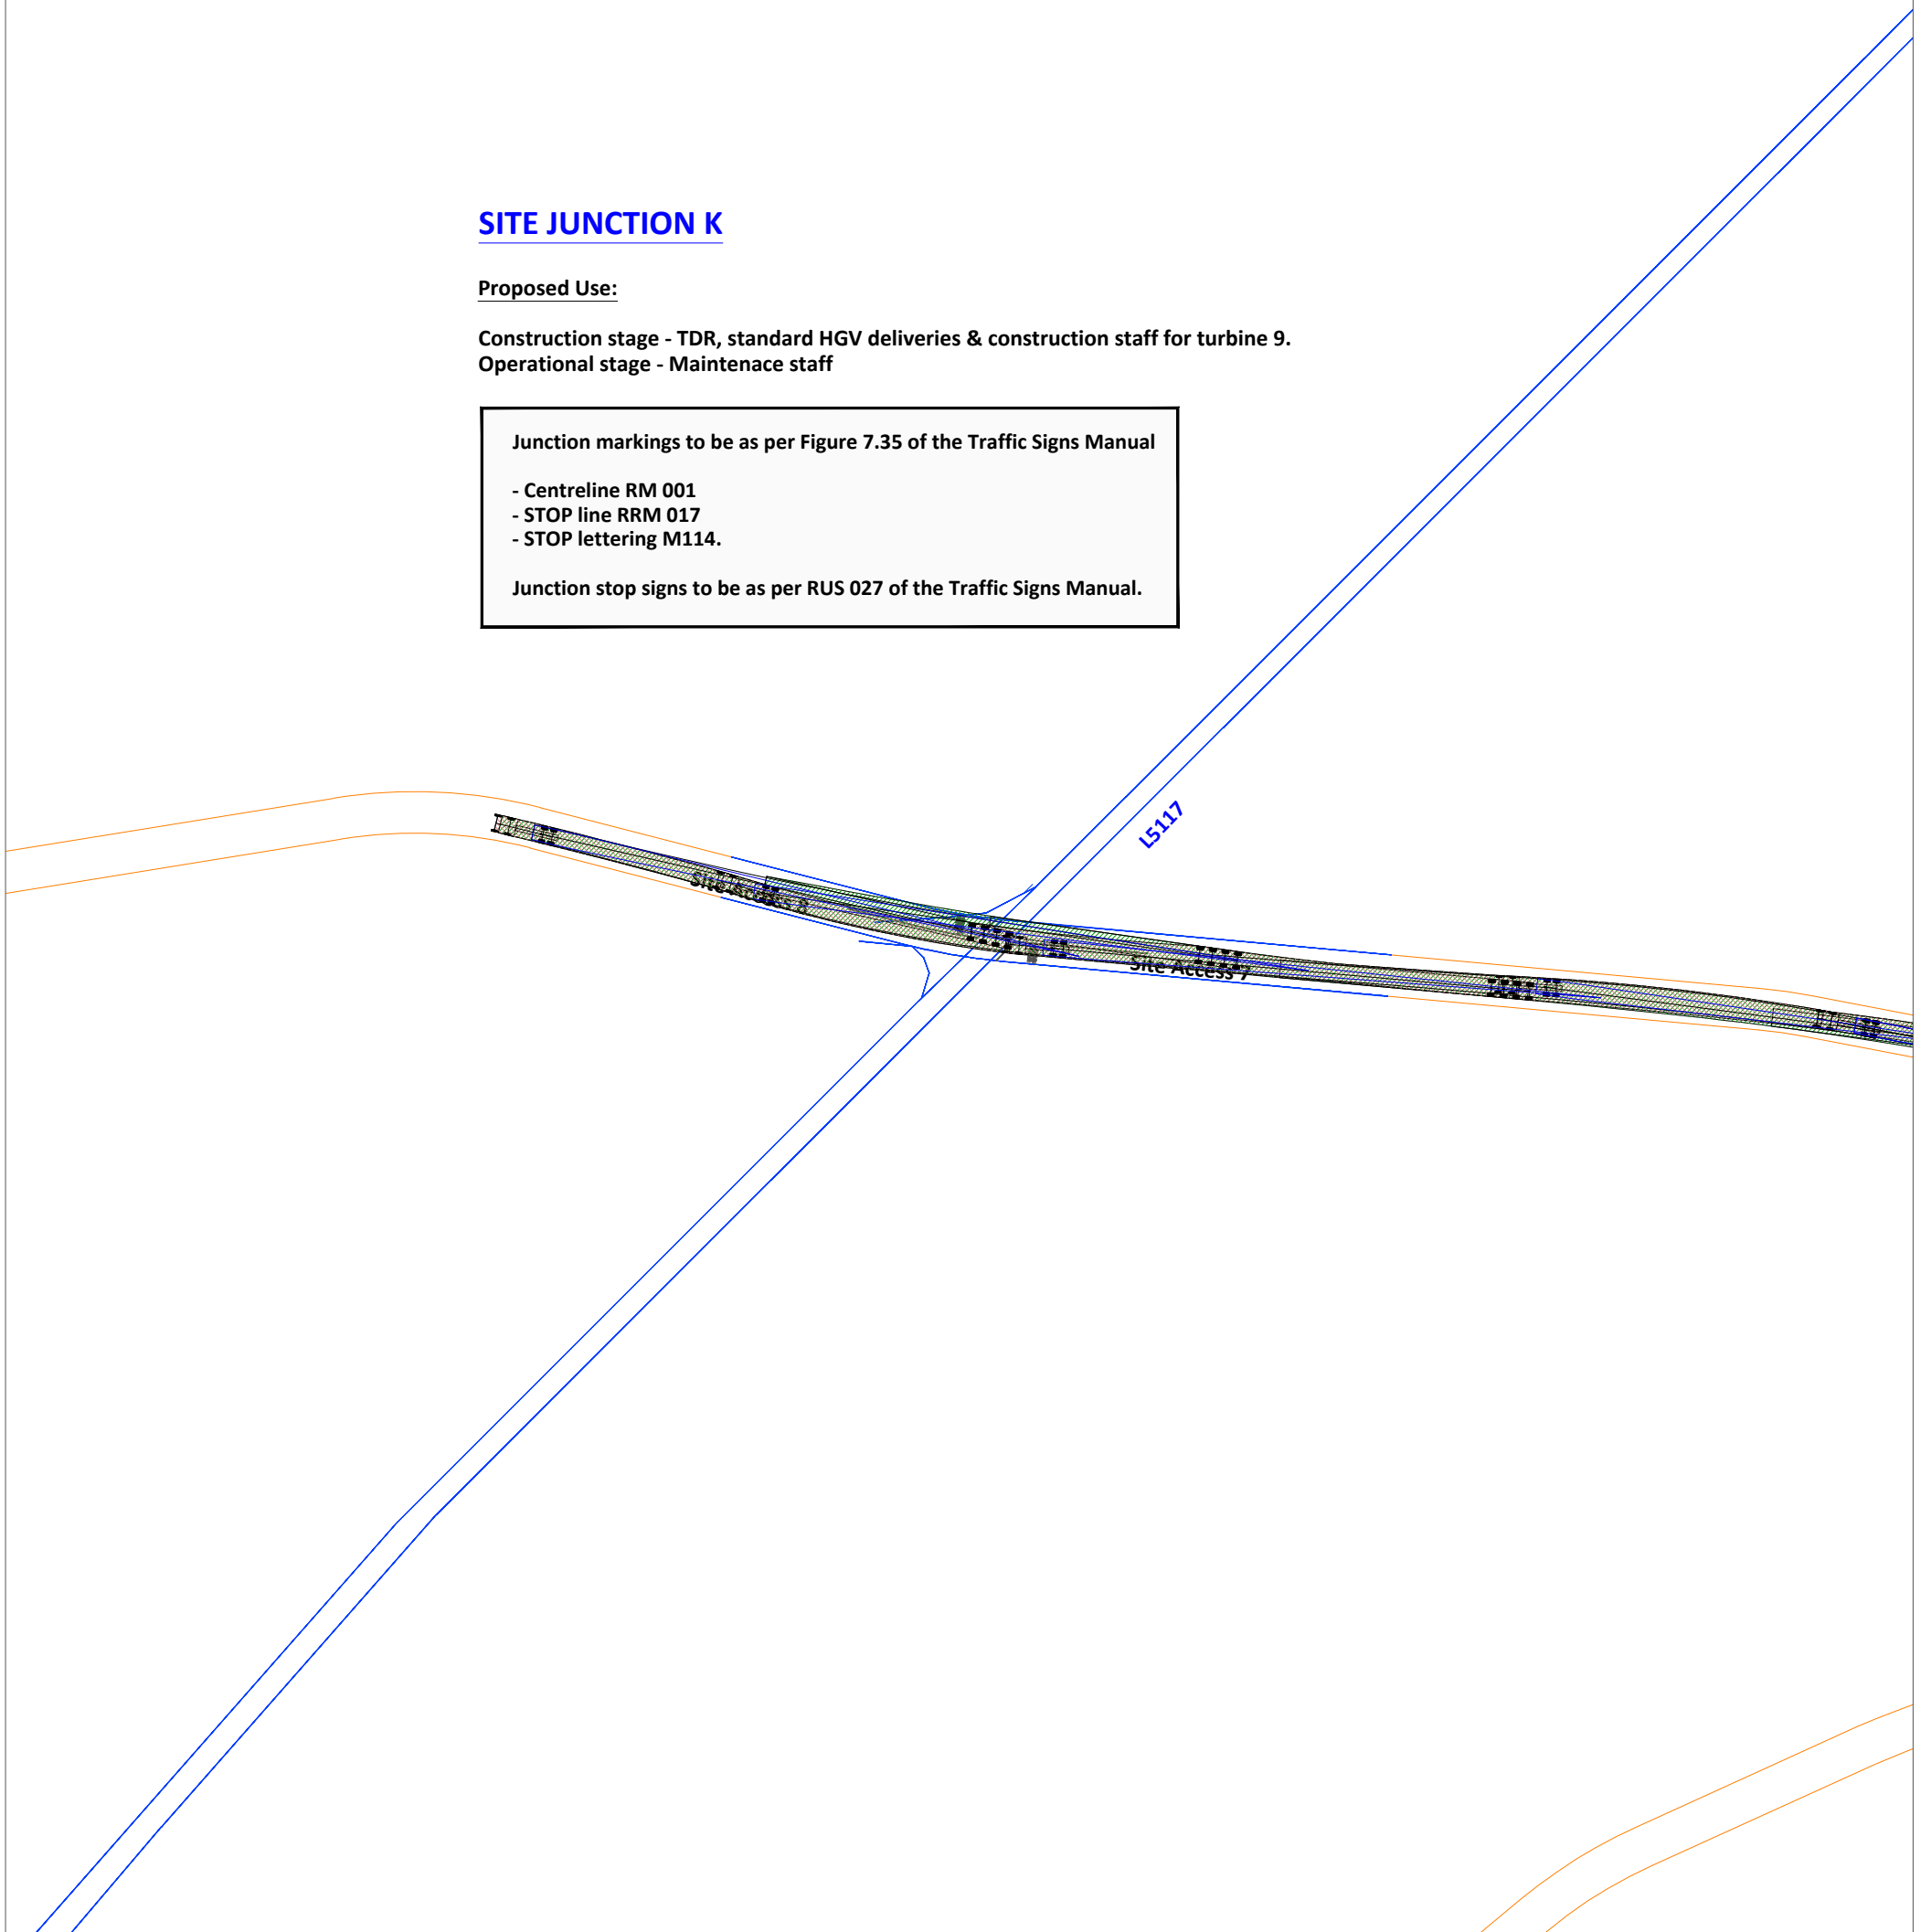 SITE JUNCTION K
Proposed Use:
Construction stage - TDR, standard HGV deliveries & construction staff for turbine 9.
Operational stage - Maintenace staff
Junction markings to be as per Figure 7.35 of the Traffic Signs Manual
- Centreline RM 001
- STOP line RRM 017
- STOP lettering M114.
Junction stop signs to be as per RUS 027 of the Traffic Signs Manual.
L5117
Site Access 8
Site Access 7